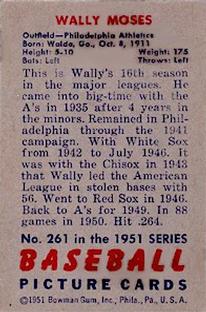 WALLY MOSES
Outfield—Philadelphia Athletics
Born: Waldo, Ga., Oct. 8, 1911
Height: 5-10 Weight: 175
Bats: Left Throws: Left
This is Wally's 16th season
in the major leagues. He
came into big-time with the
A's in 1935 after 4 years in
the minors. Remained in Phil-
adelphia through the 1941
campaign. With White Sox
from 1942 to July 1946. It
was with the Chisox in 1943
that Wally led the American
League in stolen bases with
56. Went to Red Sox in 1946.
Back to A's for 1949. In 88
games in 1950. Hit .264.
No. 261 in the 1951 SERIES
BASEBALL
PICTURE CARDS
©1951 Bowman Gum, Inc., Phila., Pa., U. S. A.